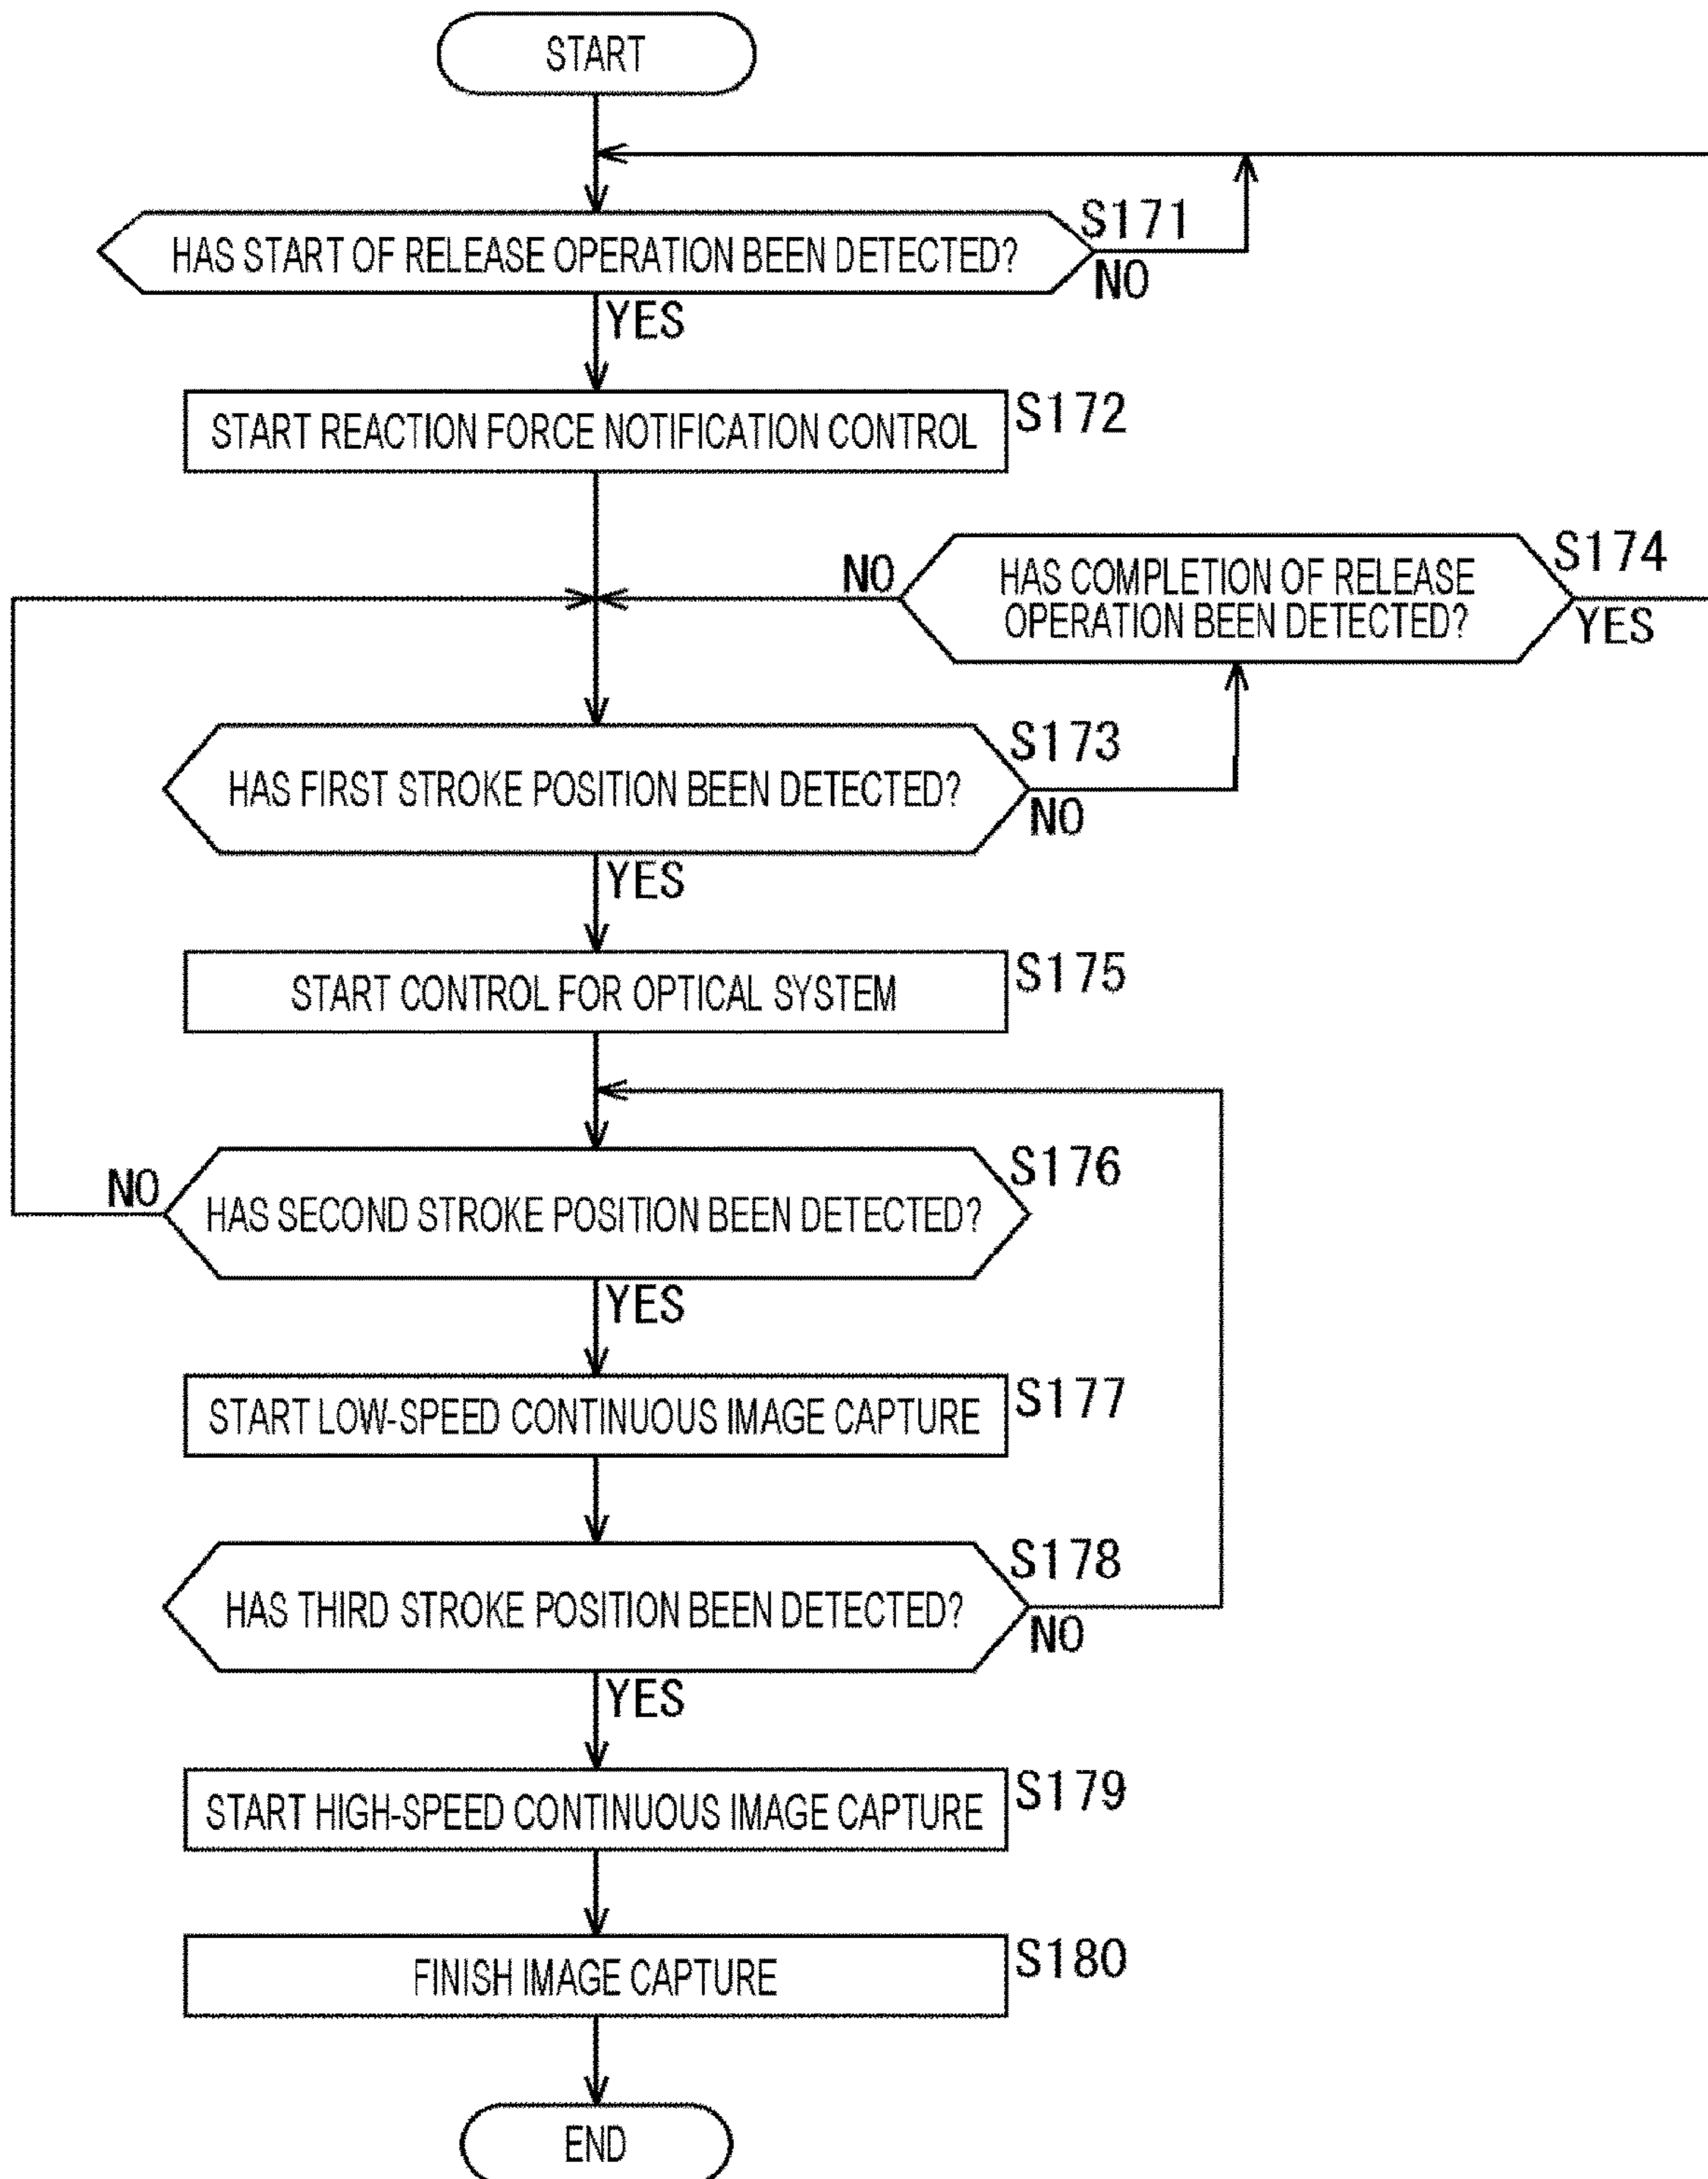 START
HAS START OF RELEASE OPERATION BEEN DETECTED?
S171
NO
YES
START REACTION FORCE NOTIFICATION CONTROL
S172
NO
HAS COMPLETION OF RELEASE
OPERATION BEEN DETECTED?
S174
YES
HAS FIRST STROKE POSITION BEEN DETECTED?
S173
NO
YES
START CONTROL FOR OPTICAL SYSTEM
S175
NO
HAS SECOND STROKE POSITION BEEN DETECTED?
S176
YES
START LOW-SPEED CONTINUOUS IMAGE CAPTURE
S177
HAS THIRD STROKE POSITION BEEN DETECTED?
S178
NO
YES
START HIGH-SPEED CONTINUOUS IMAGE CAPTURE
S179
FINISH IMAGE CAPTURE
S180
END